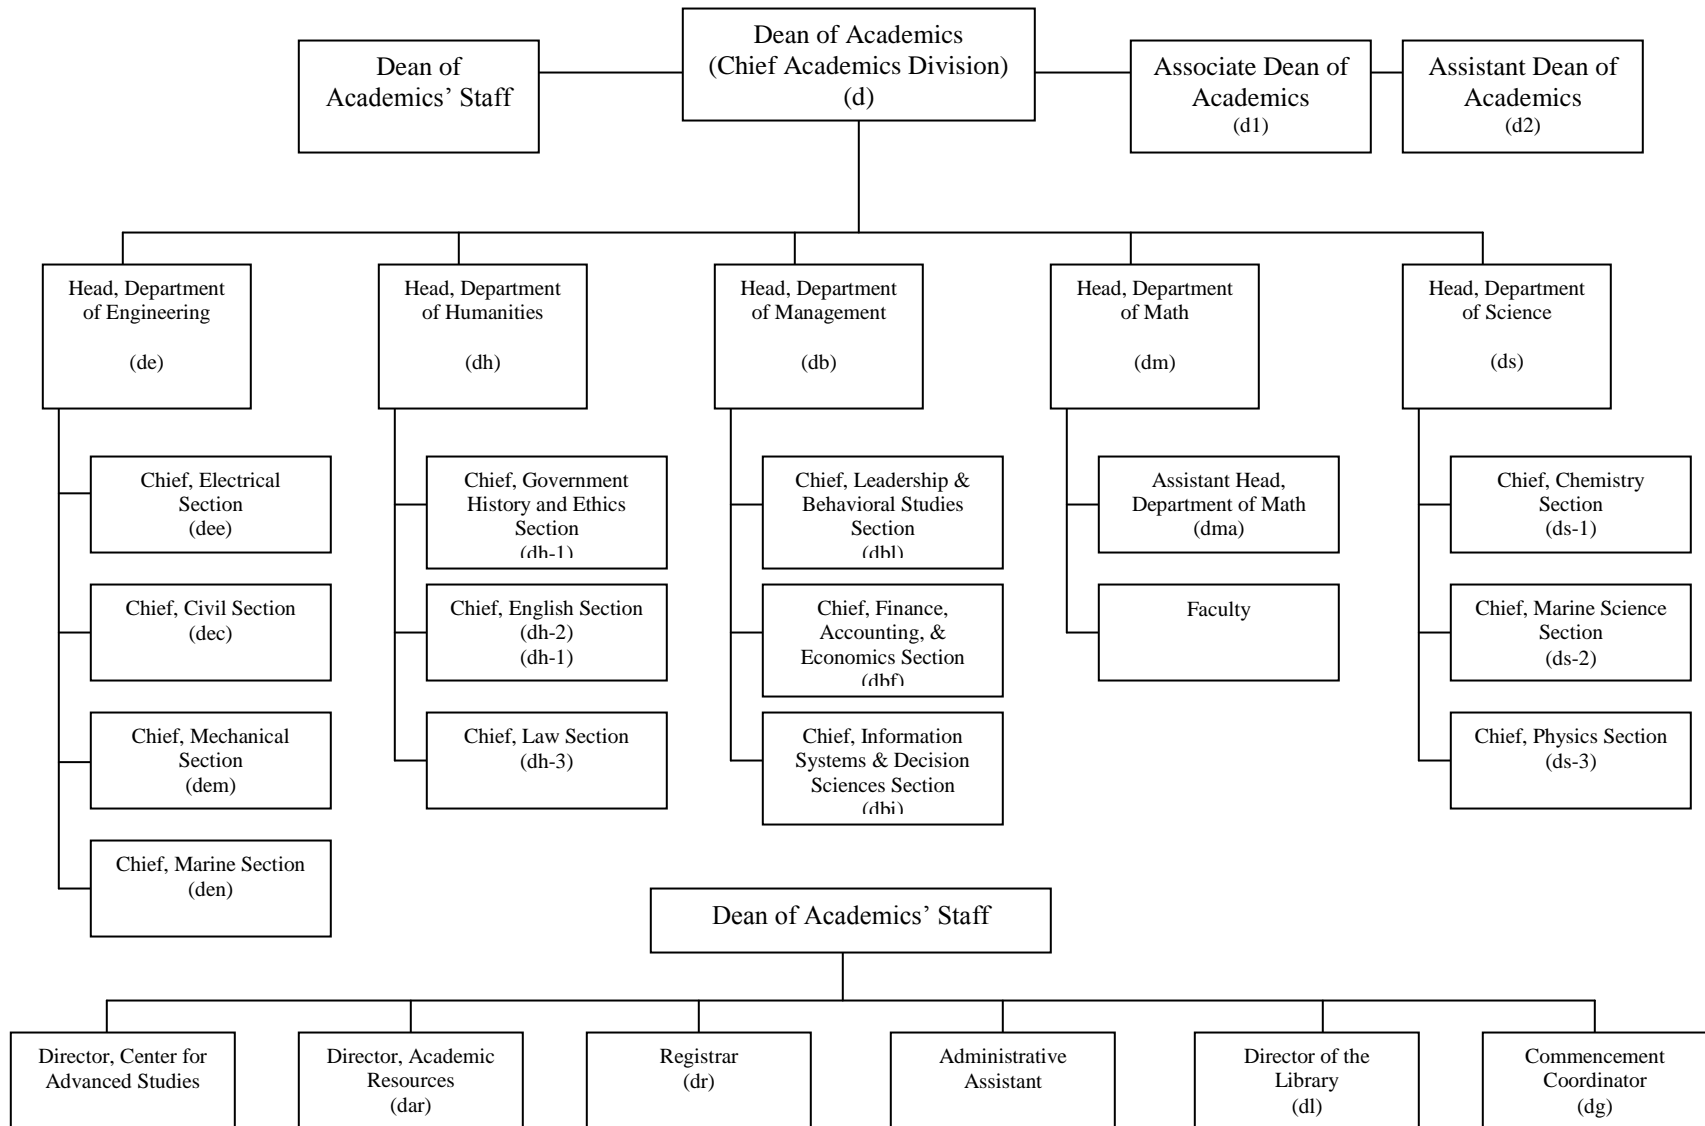 Dean of Academics
(Chief Academics Division)
(d)
Dean of
Academics’ Staff
Associate Dean of
Academics
(d1)
Assistant Dean of
Academics
(d2)
Head, Department
of Engineering
(de)
Head, Department
of Humanities
(dh)
Head, Department
of Management
(db)
Head, Department
of Math
(dm)
Head, Department
of Science
(ds)
Chief, Electrical
Section
(dee)
Chief, Civil Section
(dec)
Chief, Mechanical
Section
(dem)
Chief, Marine Section
(den)
Chief, Government
History and Ethics
Section
(dh-1)
Chief, English Section
(dh-2)
(dh-1)
Chief, Law Section
(dh-3)
Chief, Leadership &
Behavioral Studies
Section
(dbl)
Chief, Finance,
Accounting, &
Economics Section
(dbf)
Chief, Information
Systems & Decision
Sciences Section
(dbi)
Assistant Head,
Department of Math
(dma)
Faculty
Chief, Chemistry
Section
(ds-1)
Chief, Marine Science
Section
(ds-2)
Chief, Physics Section
(ds-3)
Dean of Academics’ Staff
Director, Center for
Advanced Studies
Director, Academic
Resources
(dar)
Registrar
(dr)
Administrative
Assistant
Director of the
Library
(dl)
Commencement
Coordinator
(dg)